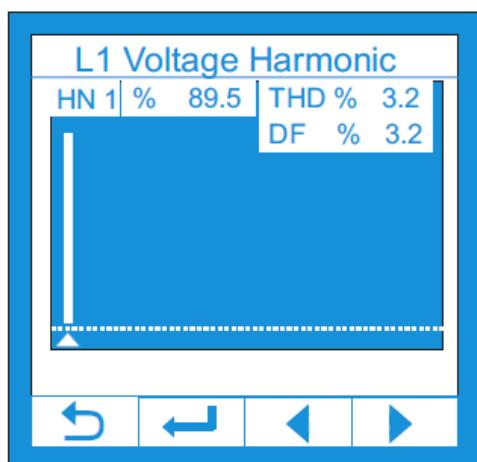 L1 Voltage Harmonic
HN 1 % 89.5 THD % 3.2
DF % 3.2